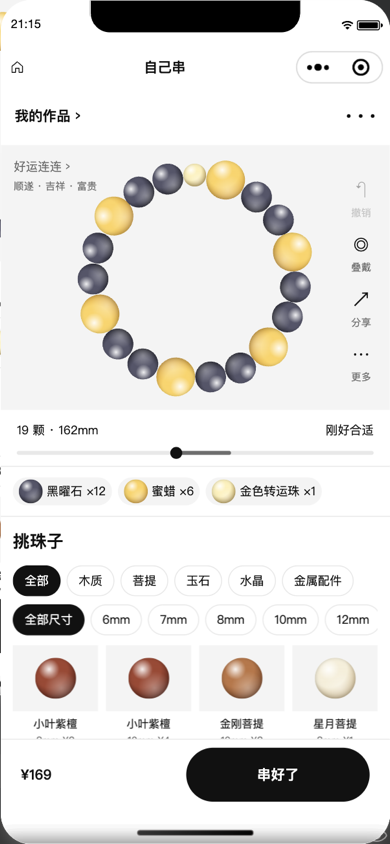 21:15
自己串
我的作品 >
好运连连 >
顺遂 · 吉祥 · 富贵
撤销
叠戴
分享
更多
19 颗 · 162mm 刚好合适
黑曜石 ×12 蜜蜡 ×6 金色转运珠 ×1
挑珠子
全部 木质 菩提 玉石 水晶 金属配件
全部尺寸 6mm 7mm 8mm 10mm 12mm
小叶紫檀 小叶紫檀 金刚菩提 星月菩提
¥169 串好了